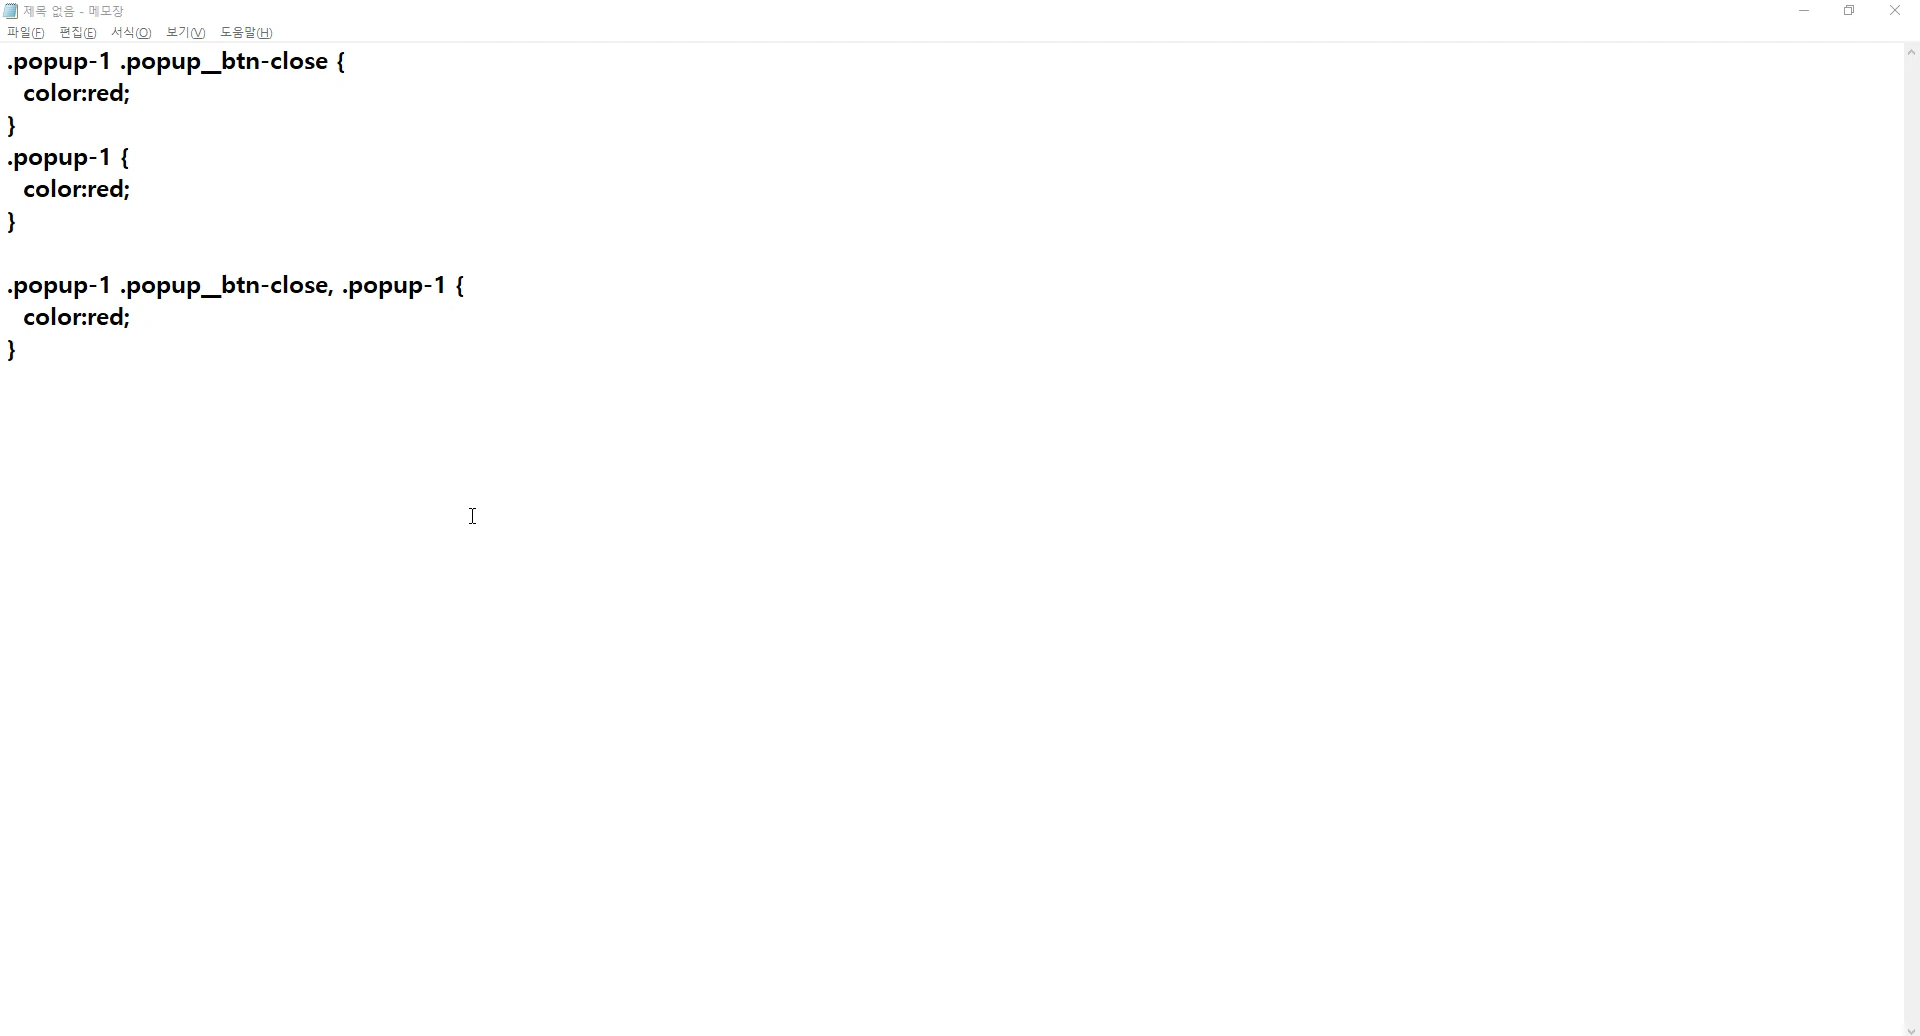 제목 없음 - 메모장
파일(F) 편집(E) 서식(O) 보기(V) 도움말(H)
.popup-1 .popup__btn-close {
   color:red;
}
.popup-1 {
   color:red;
}
.popup-1 .popup__btn-close, .popup-1 {
   color:red;
}